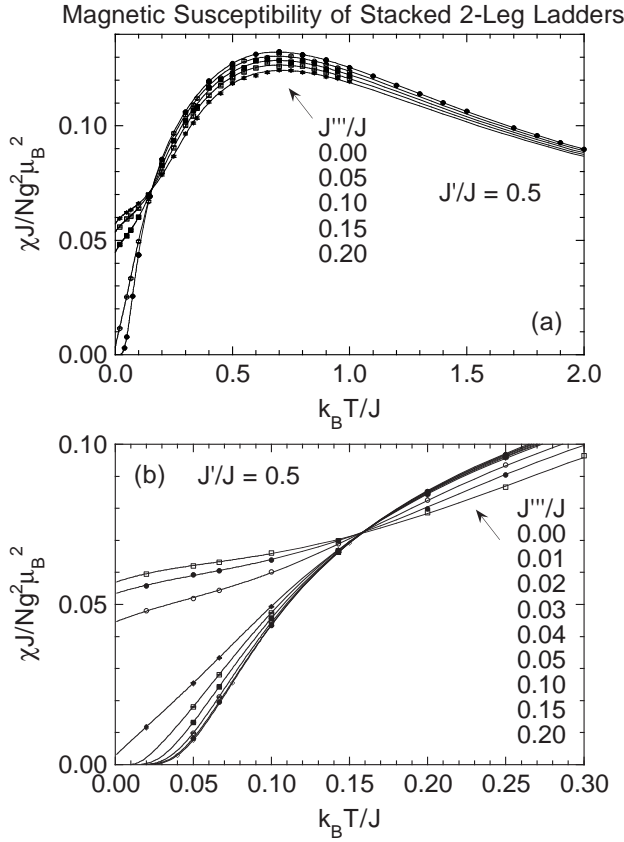 Magnetic Susceptibility of Stacked 2-Leg Ladders
0.10
0.05
0.00
χJ/Ng²μ_B²
J'''/J
0.00
0.05
0.10
0.15
0.20
J'/J = 0.5
(a)
0.0 0.5 1.0 1.5 2.0
k_BT/J
0.10
0.05
0.00
χJ/Ng²μ_B²
(b) J'/J = 0.5
J'''/J
0.00
0.01
0.02
0.03
0.04
0.05
0.10
0.15
0.20
0.00 0.05 0.10 0.15 0.20 0.25 0.30
k_BT/J